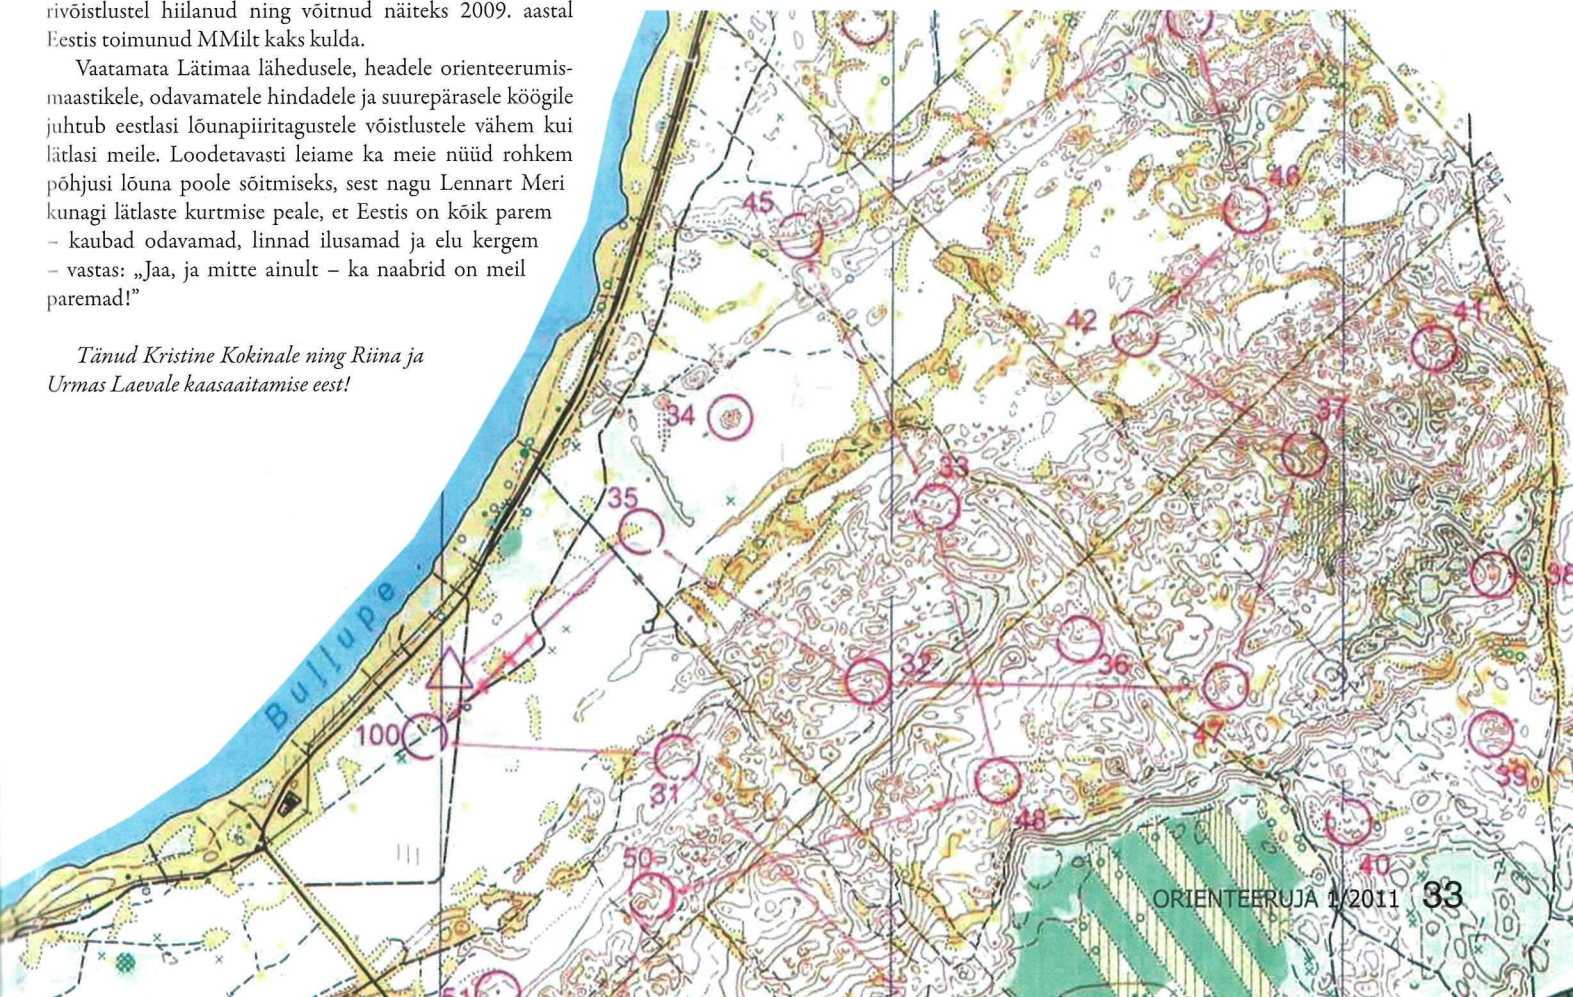 rivõistlustel hiilanud ning võitnud näiteks 2009. aastal
Eestis toimunud MMilt kaks kulda.
Vaatamata Lätimaa lähedusele, headele orienteerumis-
maastikele, odavamatele hindadele ja suurepärasele köögile
juhtub eestlasi lõunapiiritagustele võistlustele vähem kui
lätlasi meile. Loodetavasti leiame ka meie nüüd rohkem
põhjusi lõuna poole sõitmiseks, sest nagu Lennart Meri
kunagi lätlaste kurtmise peale, et Eestis on kõik parem
– kaubad odavamad, linnad ilusamad ja elu kergem
– vastas: „Jaa, ja mitte ainult – ka naabrid on meil
paremad!”
Tänud Kristine Kokinale ning Riina ja
Urmas Laevale kaasaaitamise eest!
46
45
42
41
34
37
33
35
38
Bullupe
32
36
100
47
31
39
48
50
40
ORIENTEERUJA 1/2011 33
51